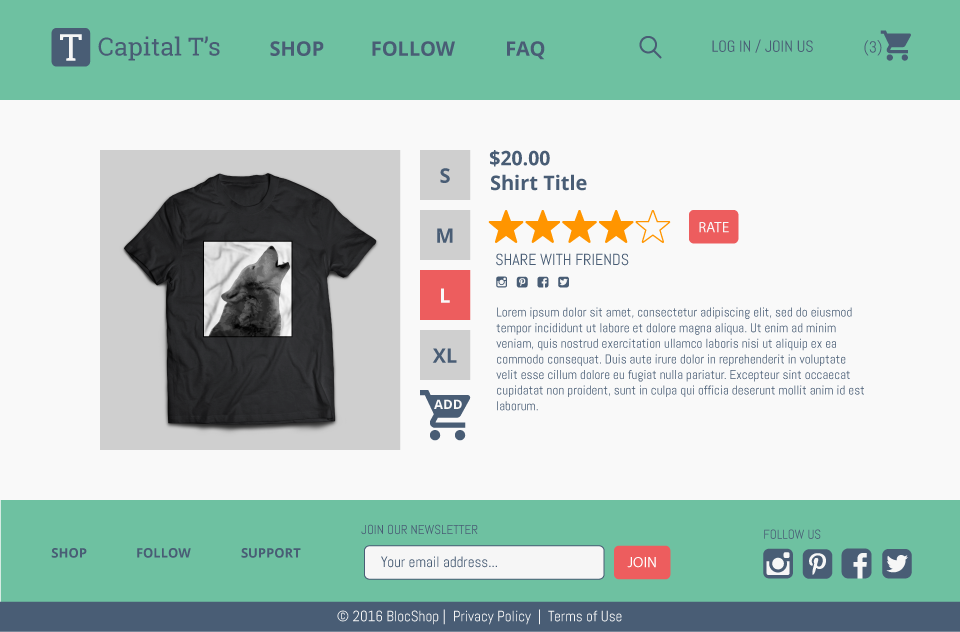 T Capital T's SHOP FOLLOW FAQ LOG IN / JOIN US (3)
S
M
L
XL
ADD
$20.00
Shirt Title
RATE
SHARE WITH FRIENDS
Lorem ipsum dolor sit amet, consectetur adipiscing elit, sed do eiusmod
tempor incididunt ut labore et dolore magna aliqua. Ut enim ad minim
veniam, quis nostrud exercitation ullamco laboris nisi ut aliquip ex ea
commodo consequat. Duis aute irure dolor in reprehenderit in voluptate
velit esse cillum dolore eu fugiat nulla pariatur. Excepteur sint occaecat
cupidatat non proident, sunt in culpa qui officia deserunt mollit anim id est
laborum.
SHOP FOLLOW SUPPORT
JOIN OUR NEWSLETTER
Your email address... JOIN
FOLLOW US
© 2016 BlocShop | Privacy Policy | Terms of Use